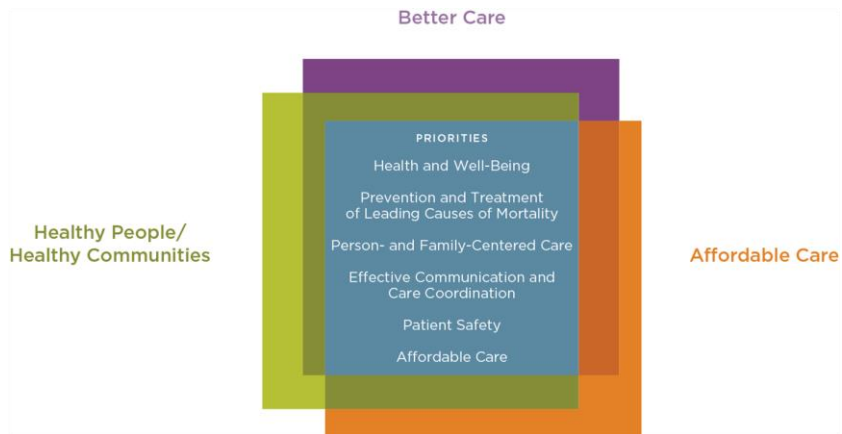 Better Care
PRIORITIES
Health and Well-Being
Prevention and Treatment
of Leading Causes of Mortality
Healthy People/
Healthy Communities
Person- and Family-Centered Care
Affordable Care
Effective Communication and
Care Coordination
Patient Safety
Affordable Care